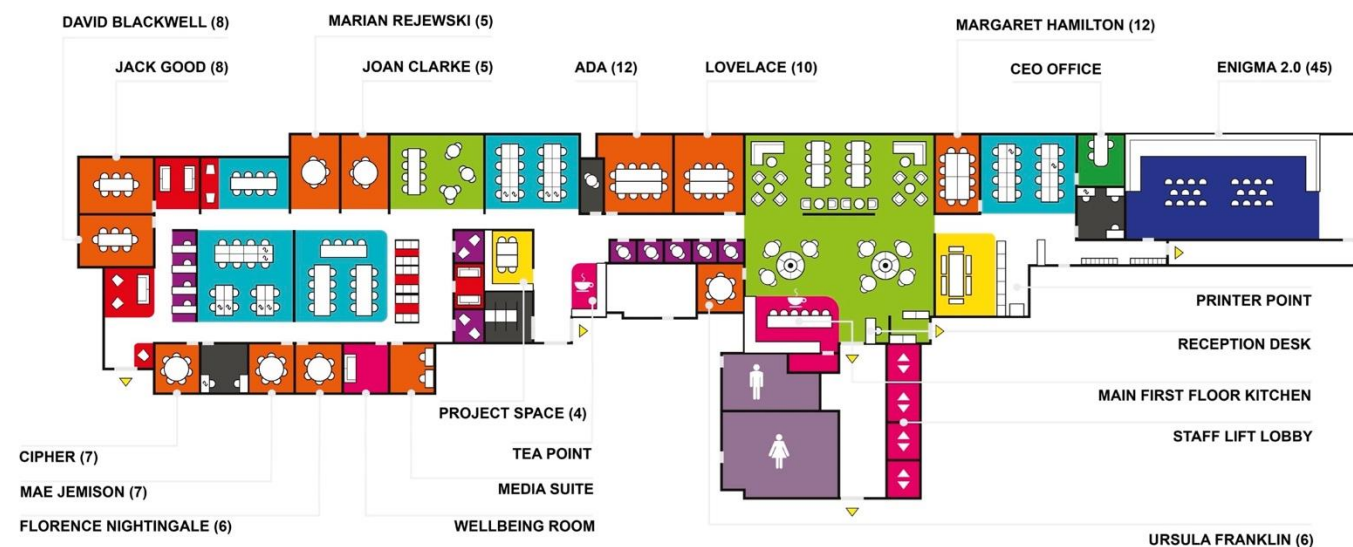 DAVID BLACKWELL (8)
MARIAN REJEWSKI (5)
MARGARET HAMILTON (12)
JACK GOOD (8)
JOAN CLARKE (5)
ADA (12)
LOVELACE (10)
CEO OFFICE
ENIGMA 2.0 (45)
PRINTER POINT
RECEPTION DESK
MAIN FIRST FLOOR KITCHEN
PROJECT SPACE (4)
STAFF LIFT LOBBY
CIPHER (7)
TEA POINT
MAE JEMISON (7)
MEDIA SUITE
FLORENCE NIGHTINGALE (6)
WELLBEING ROOM
URSULA FRANKLIN (6)